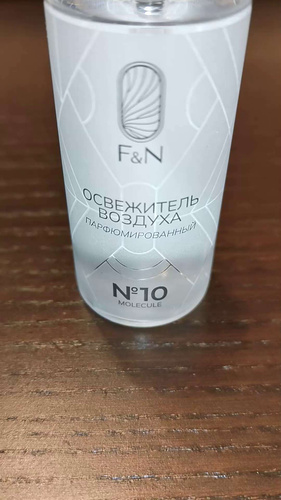 F&N
ОСВЕЖИТЕЛЬ
ВОЗДУХА
ПАРФЮМИРОВАННЫЙ
№10
MOLECULE